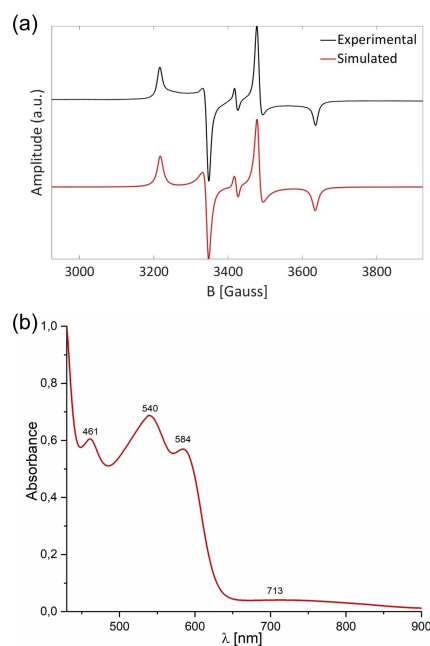 (a)
Experimental
Simulated
Amplitude (a.u.)
3000 3200 3400 3600 3800
B [Gauss]
(b)
1,0
0,8
0,6
0,4
0,2
0,0
Absorbance
461
540
584
713
500 600 700 800 900
λ [nm]